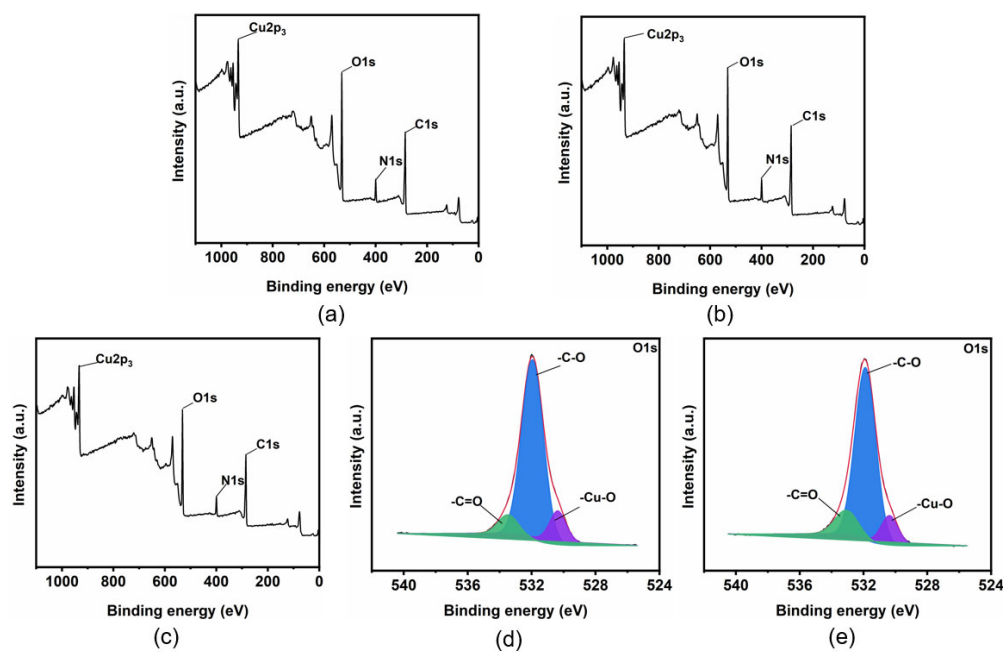 Cu2p₃
O1s
C1s
N1s
Intensity (a.u.)
1000 800 600 400 200 0
Binding energy (eV)
(a)
Cu2p₃
O1s
C1s
N1s
Intensity (a.u.)
1000 800 600 400 200 0
Binding energy (eV)
(b)
Cu2p₃
O1s
C1s
N1s
Intensity (a.u.)
1000 800 600 400 200 0
Binding energy (eV)
(c)
O1s
-C-O
-C=O
-Cu-O
Intensity (a.u.)
540 536 532 528 524
Binding energy (eV)
(d)
O1s
-C-O
-C=O
-Cu-O
Intensity (a.u.)
540 536 532 528 524
Binding energy (eV)
(e)